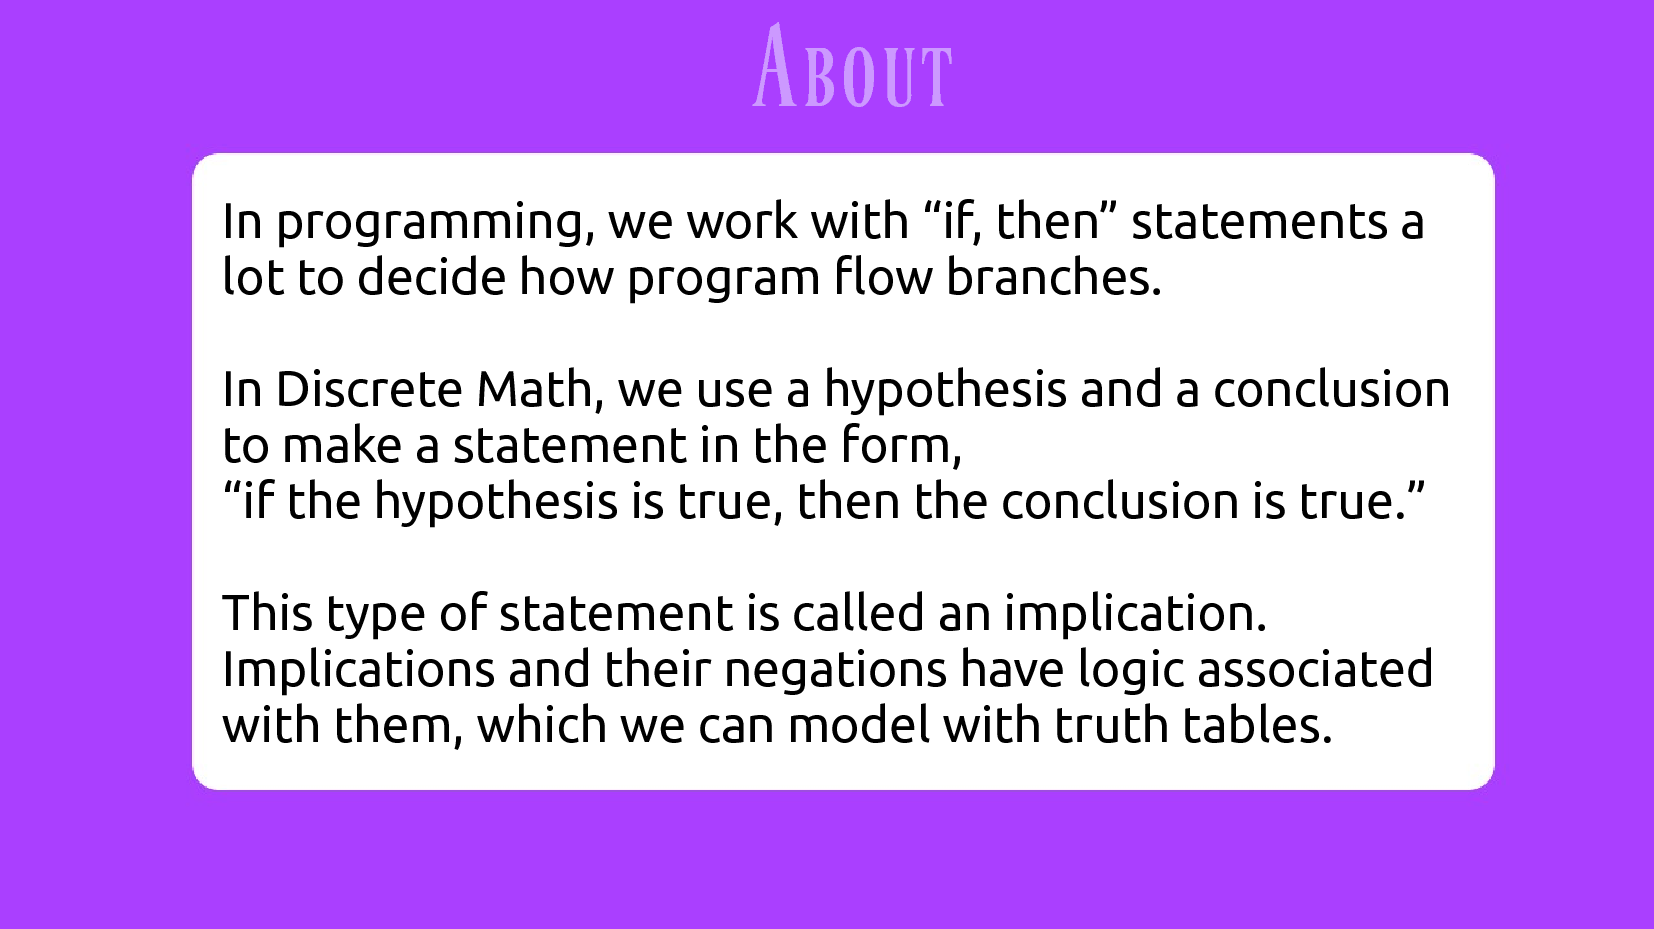 About
In programming, we work with “if, then” statements a
lot to decide how program flow branches.
In Discrete Math, we use a hypothesis and a conclusion
to make a statement in the form,
“if the hypothesis is true, then the conclusion is true.”
This type of statement is called an implication.
Implications and their negations have logic associated
with them, which we can model with truth tables.